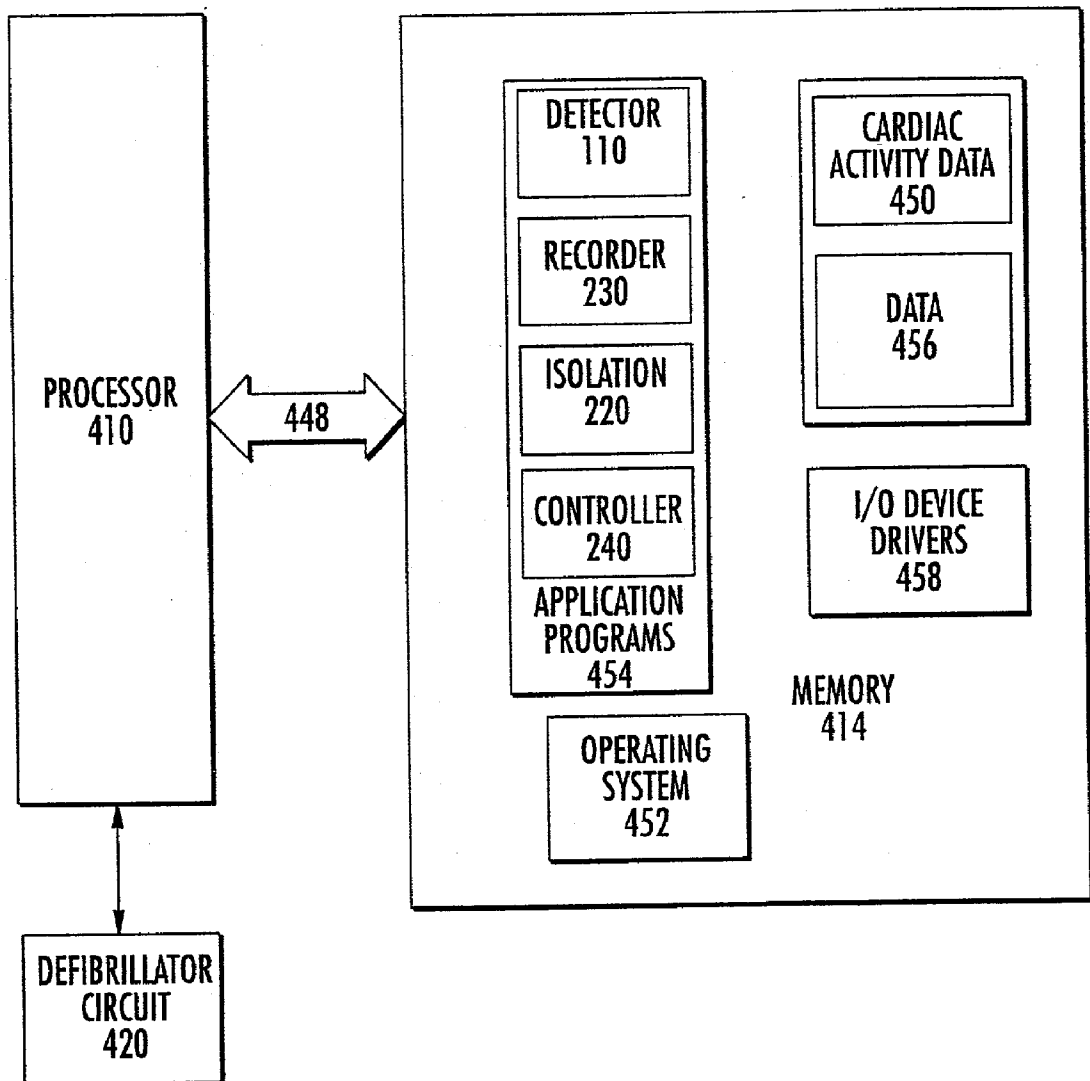 PROCESSOR
410
448
DETECTOR
110
RECORDER
230
ISOLATION
220
CONTROLLER
240
APPLICATION
PROGRAMS
454
OPERATING
SYSTEM
452
CARDIAC
ACTIVITY DATA
450
DATA
456
I/O DEVICE
DRIVERS
458
MEMORY
414
DEFIBRILLATOR
CIRCUIT
420